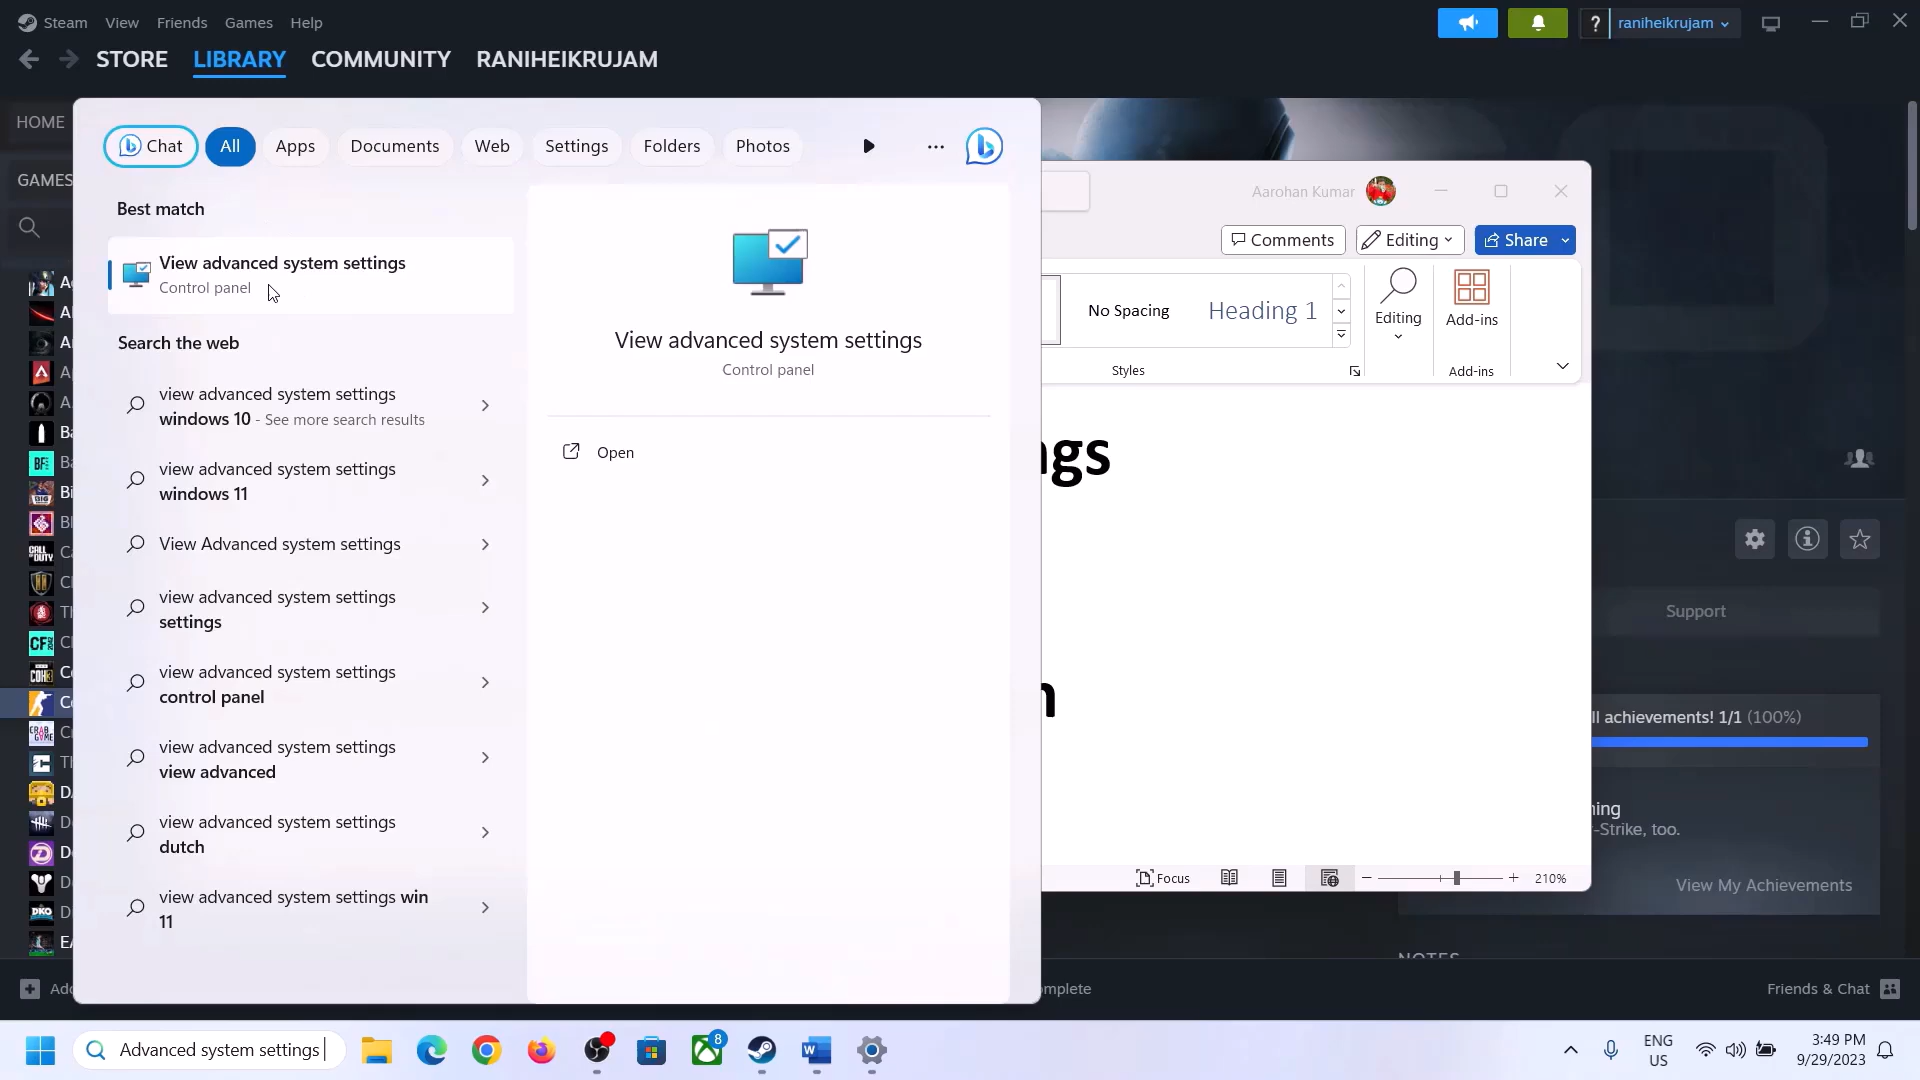 Steam View Friends Games Help
raniheikrujam
STORE LIBRARY COMMUNITY RANIHEIKRUJAM
HOME
GAMES
Chat All Apps Documents Web Settings Folders Photos
Best match
View advanced system settings
Control panel
Search the web
view advanced system settings
windows 10 - See more search results
view advanced system settings
windows 11
View Advanced system settings
view advanced system settings
settings
view advanced system settings
control panel
view advanced system settings
view advanced
view advanced system settings
dutch
view advanced system settings win
11
View advanced system settings
Control panel
Open
Aarohan Kumar
Comments Editing Share
No Spacing Heading 1
Editing
Add-ins
Styles
Add-ins
ngs
n
Focus
210%
Support
ll achievements! 1/1 (100%)
ning
-Strike, too.
View My Achievements
NOTES
Friends & Chat
Advanced system settings
8
ENG
US
3:49 PM
9/29/2023